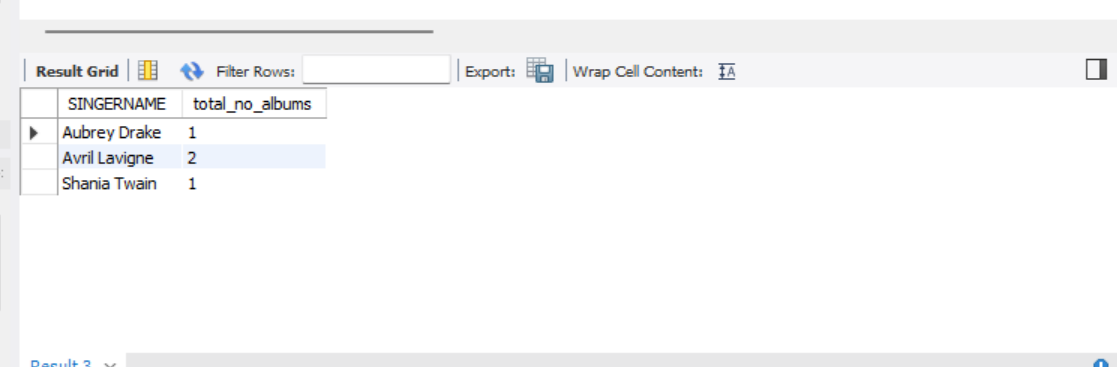 Result Grid Filter Rows: Export: Wrap Cell Content: IA
SINGERNAME total_no_albums
Aubrey Drake 1
Avril Lavigne 2
Shania Twain 1
Result 3